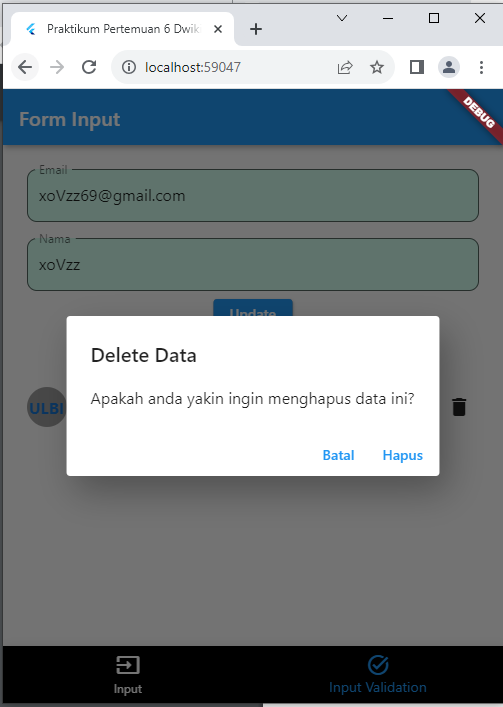 Praktikum Pertemuan 6 Dwik
localhost:59047
DEBUG
Form Input
Email
xoVzz69@gmail.com
Nama
xoVzz
Update
Delete Data
Apakah anda yakin ingin menghapus data ini?
ULBI
Batal Hapus
Input Input Validation